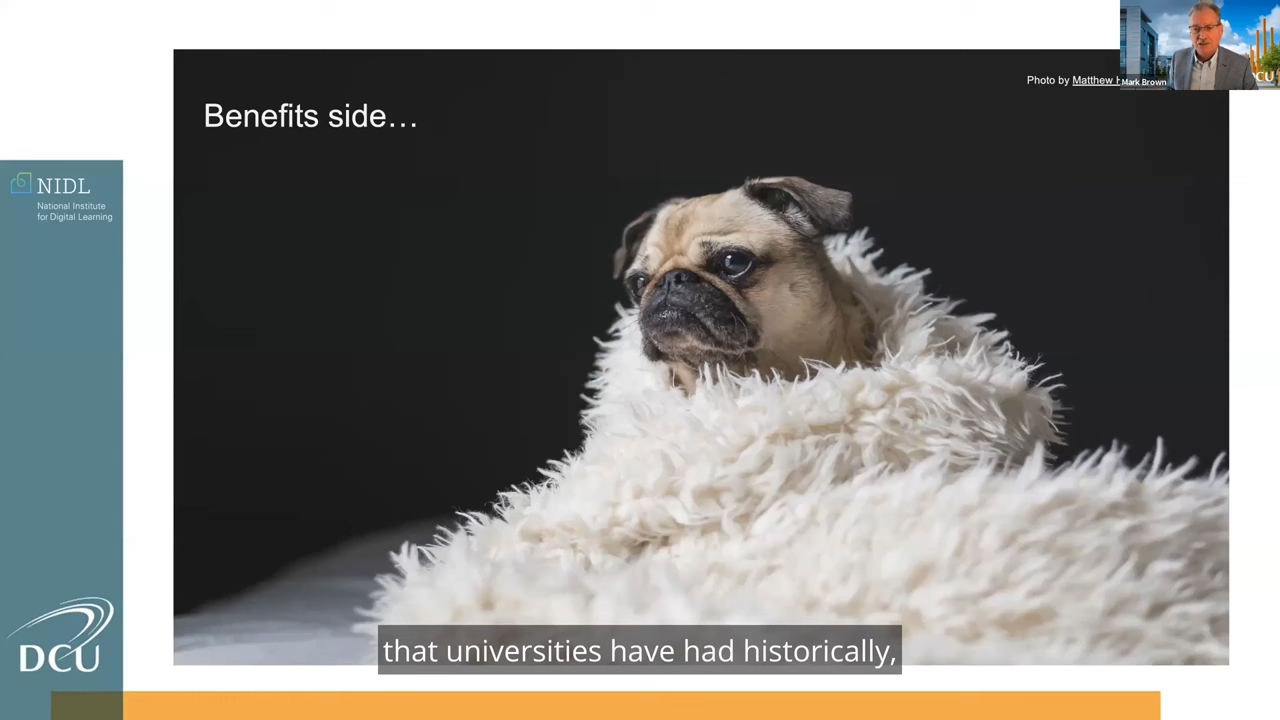 Photo by Matthew
Mark Brown
Benefits side…
NIDL
National Institute
for Digital Learning
DCU
that universities have had historically,